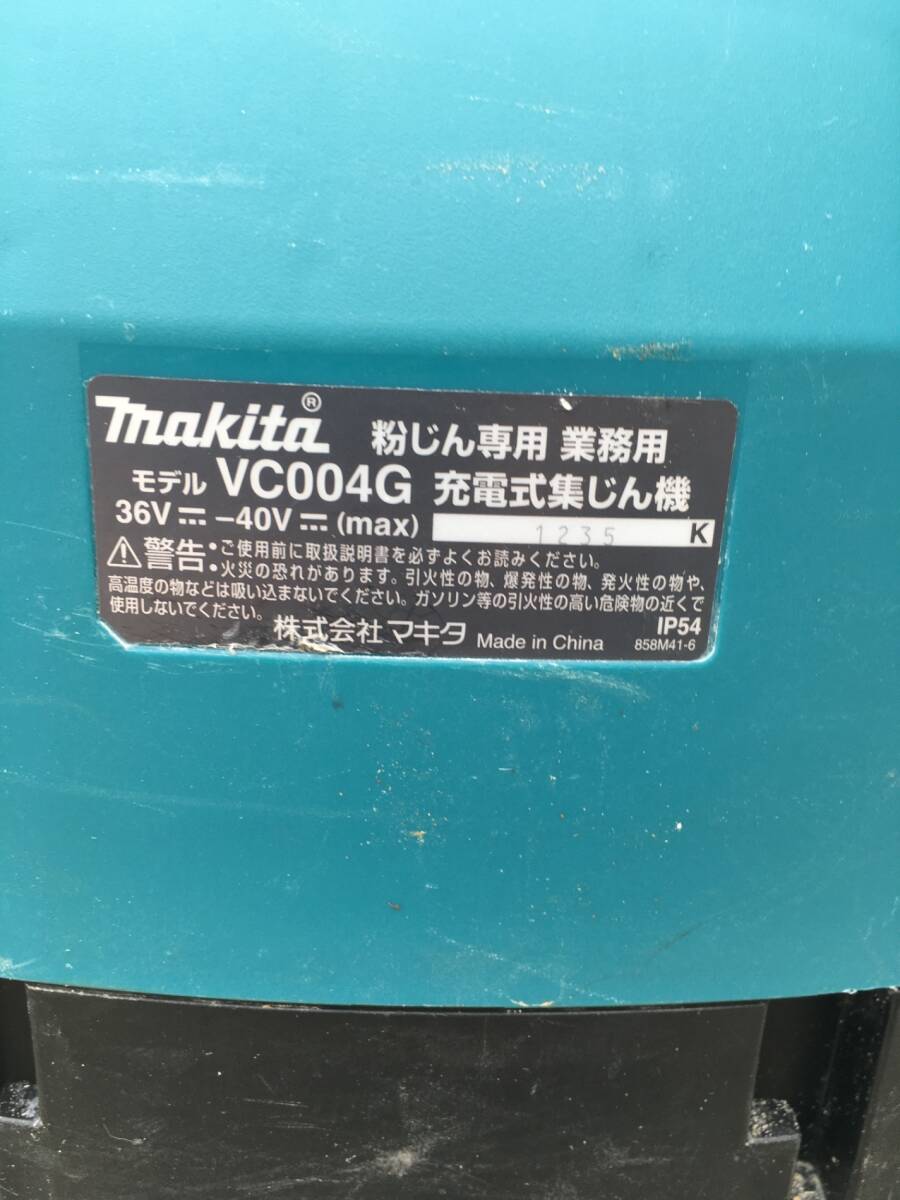 makita® 粉じん専用 業務用
モデル VC004G 充電式集じん機
36V⎓-40V⎓(max) 1235 K
⚠警告:・ご使用前に取扱説明書を必ずよくお読みください。
・火災の恐れがあります。引火性の物、爆発性の物、発火性の物や、
高温度の物などは吸い込まないでください。ガソリン等の引火性の高い危険物の近くで
使用しないでください。
IP54
株式会社マキタ Made in China 858M41-6